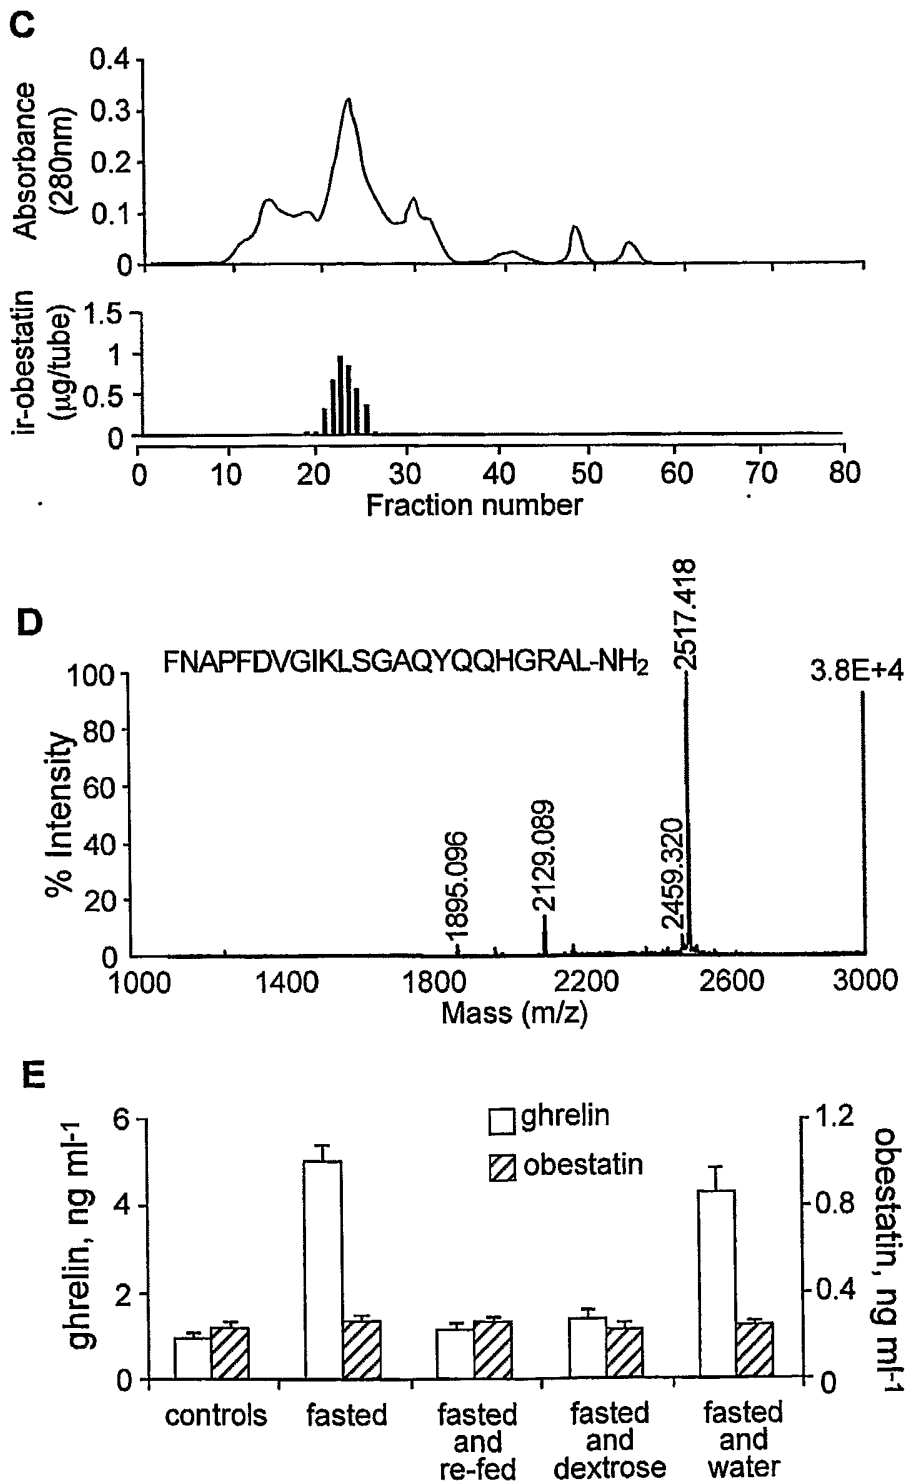 C
Absorbance
(280nm)
0.4
0.3
0.2
0.1
0
ir-obestatin
(µg/tube)
1.5
1
0.5
0
0 10 20 30 40 50 60 70 80
Fraction number
D
FNAPFDVGIKLSGAQYQQHGRAL-NH2
% Intensity
100
80
60
40
20
0
1895.096
2129.089
2459.320
2517.418
3.8E+4
1000 1400 1800 2200 2600 3000
Mass (m/z)
E
ghrelin, ng ml-1
6
4
2
0
ghrelin
obestatin
1.2
0.8
0.4
0
obestatin, ng ml-1
controls
fasted
fasted
and
re-fed
fasted
and
dextrose
fasted
and
water